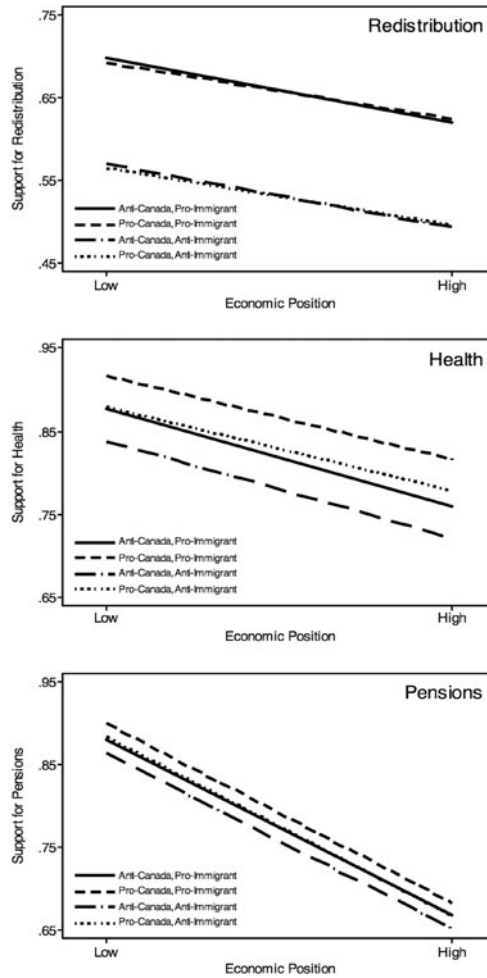 Redistribution
Support for Redistribution
.75
.65
.55
.45
Anti-Canada, Pro-Immigrant
Pro-Canada, Pro-Immigrant
Anti-Canada, Anti-Immigrant
Pro-Canada, Anti-Immigrant
Low
High
Economic Position
Health
Support for Health
.95
.85
.75
.65
Anti-Canada, Pro-Immigrant
Pro-Canada, Pro-Immigrant
Anti-Canada, Anti-Immigrant
Pro-Canada, Anti-Immigrant
Low
High
Economic Position
Pensions
Support for Pensions
.95
.85
.75
.65
Anti-Canada, Pro-Immigrant
Pro-Canada, Pro-Immigrant
Anti-Canada, Anti-Immigrant
Pro-Canada, Anti-Immigrant
Low
High
Economic Position